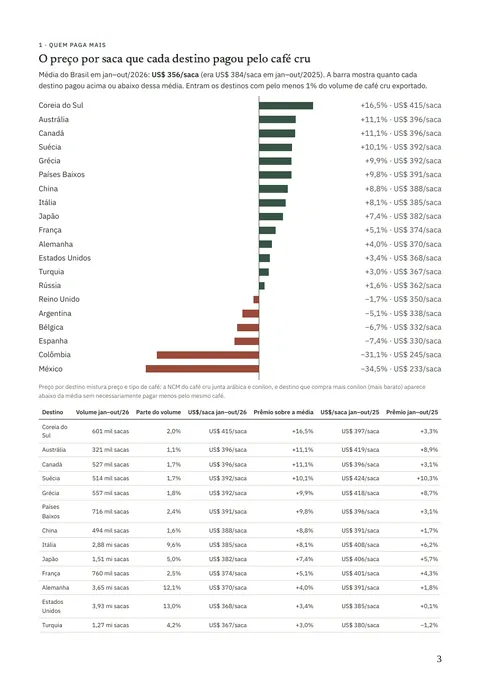 1 · QUEM PAGA MAIS
O preço por saca que cada destino pagou pelo café cru
Média do Brasil em jan–out/2026: US$ 356/saca (era US$ 384/saca em jan–out/2025). A barra mostra quanto cada
destino pagou acima ou abaixo dessa média. Entram os destinos com pelo menos 1% do volume de café cru exportado.
Coreia do Sul +16,5% · US$ 415/saca
Austrália +11,1% · US$ 396/saca
Canadá +11,1% · US$ 396/saca
Suécia +10,1% · US$ 392/saca
Grécia +9,9% · US$ 392/saca
Países Baixos +9,8% · US$ 391/saca
China +8,8% · US$ 388/saca
Itália +8,1% · US$ 385/saca
Japão +7,4% · US$ 382/saca
França +5,1% · US$ 374/saca
Alemanha +4,0% · US$ 370/saca
Estados Unidos +3,4% · US$ 368/saca
Turquia +3,0% · US$ 367/saca
Rússia +1,6% · US$ 362/saca
Reino Unido −1,7% · US$ 350/saca
Argentina −5,1% · US$ 338/saca
Bélgica −6,7% · US$ 332/saca
Espanha −7,4% · US$ 330/saca
Colômbia −31,1% · US$ 245/saca
México −34,5% · US$ 233/saca
Preço por destino mistura preço e tipo de café: a NCM do café cru junta arábica e conilon, e destino que compra mais conilon (mais barato) aparece
abaixo da média sem necessariamente pagar menos pelo mesmo café.
Destino Volume jan–out/26 Parte do volume US$/saca jan–out/26 Prêmio sobre a média US$/saca jan–out/25 Prêmio jan–out/25
Coreia do
Sul 601 mil sacas 2,0% US$ 415/saca +16,5% US$ 397/saca +3,3%
Austrália 321 mil sacas 1,1% US$ 396/saca +11,1% US$ 419/saca +8,9%
Canadá 527 mil sacas 1,7% US$ 396/saca +11,1% US$ 396/saca +3,1%
Suécia 514 mil sacas 1,7% US$ 392/saca +10,1% US$ 424/saca +10,3%
Grécia 557 mil sacas 1,8% US$ 392/saca +9,9% US$ 418/saca +8,7%
Países
Baixos 716 mil sacas 2,4% US$ 391/saca +9,8% US$ 396/saca +3,1%
China 494 mil sacas 1,6% US$ 388/saca +8,8% US$ 391/saca +1,7%
Itália 2,88 mi sacas 9,6% US$ 385/saca +8,1% US$ 408/saca +6,2%
Japão 1,51 mi sacas 5,0% US$ 382/saca +7,4% US$ 406/saca +5,7%
França 760 mil sacas 2,5% US$ 374/saca +5,1% US$ 401/saca +4,3%
Alemanha 3,65 mi sacas 12,1% US$ 370/saca +4,0% US$ 391/saca +1,8%
Estados
Unidos 3,93 mi sacas 13,0% US$ 368/saca +3,4% US$ 385/saca +0,1%
Turquia 1,27 mi sacas 4,2% US$ 367/saca +3,0% US$ 380/saca −1,2%
3